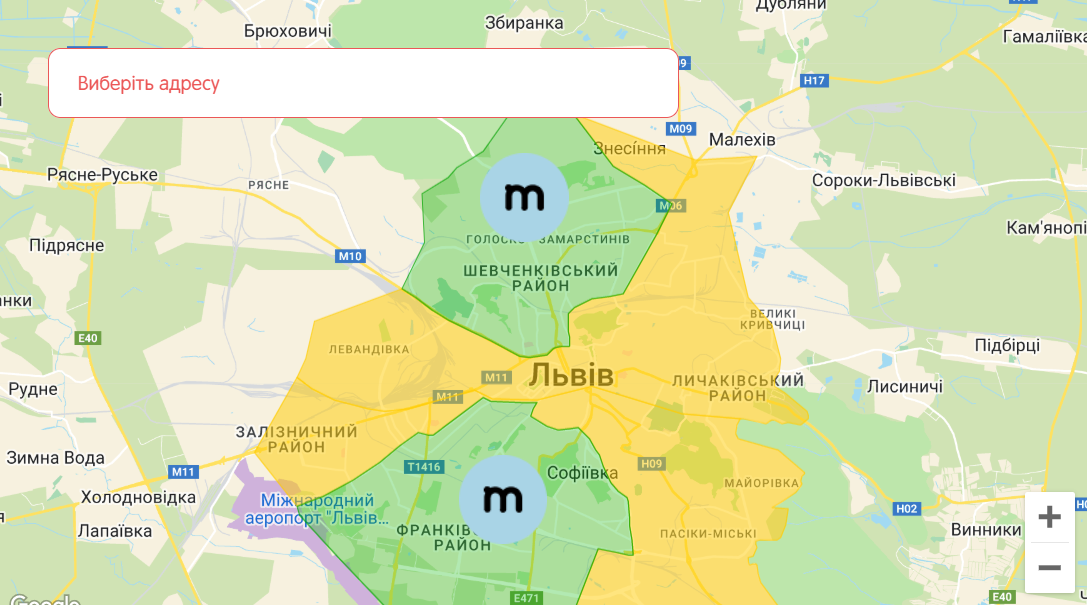 Дубляни
Збиранка
Брюховичі
Гамаліївка
Виберіть адресу
H17
M09
Знесіння
Малехів
Рясне-Руське
РЯСНЕ
Сороки-Львівські
m
M06
Кам'янопі
Підрясне
ГОЛОСКО ЗАМАРСТИНІВ
M10
ШЕВЧЕНКІВСЬКИЙ
РАЙОН
ВЕЛИКІ
КРИВЧИЦІ
E40
ЛЕВАНДІВКА
Підбірці
M11
Львів
ЛИЧАКІВСЬКИЙ
РАЙОН
Лисиничі
Рудне
M11
ЗАЛІЗНИЧНИЙ
РАЙОН
Зимна Вода
M11
T1416
H09
Софіївка
МАЙОРІВКА
Холодновідка
Міжнародний
аеропорт "Львів...
m
H02
Лапаївка
ФРАНКІВ
РАЙОН
ПАСІКИ-МІСЬКІ
Винники
+
−
E471
E40
Google